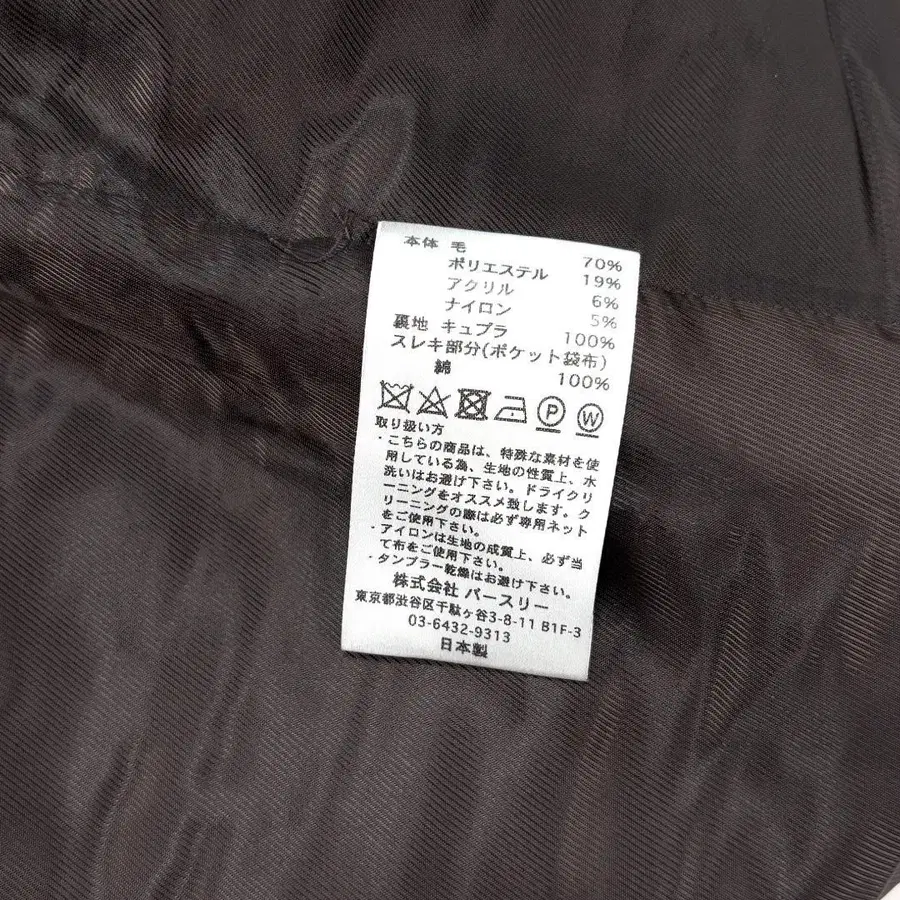 本体 毛 70%
ポリエステル 19%
アクリル 6%
ナイロン 5%
裏地 キュプラ 100%
スレキ部分(ポケット袋布)
綿 100%
P W
取り扱い方
・こちらの商品は、特殊な素材を使
用している為、生地の性質上、水
洗いはお避け下さい。ドライクリ
ーニングをオススメ致します。ク
リーニングの際は必ず専用ネット
をご使用下さい。
・アイロンは生地の成質上、必ず当
て布をご使用下さい。
・タンブラー乾燥はお避け下さい。
株式会社 パースリー
東京都渋谷区千駄ヶ谷3-8-11 B1F-3
03-6432-9313
日本製